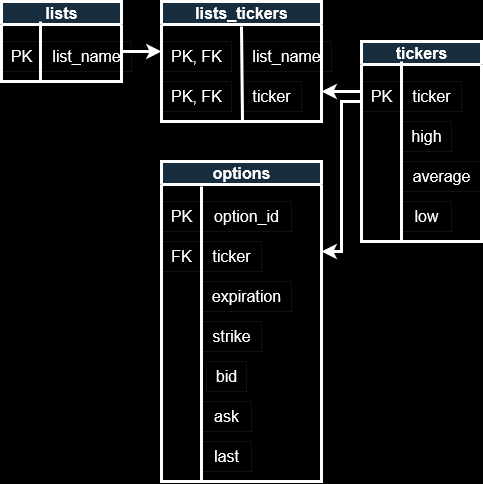 lists
PK list_name
lists_tickers
PK, FK list_name
PK, FK ticker
tickers
PK ticker
high
average
low
options
PK option_id
FK ticker
expiration
strike
bid
ask
last